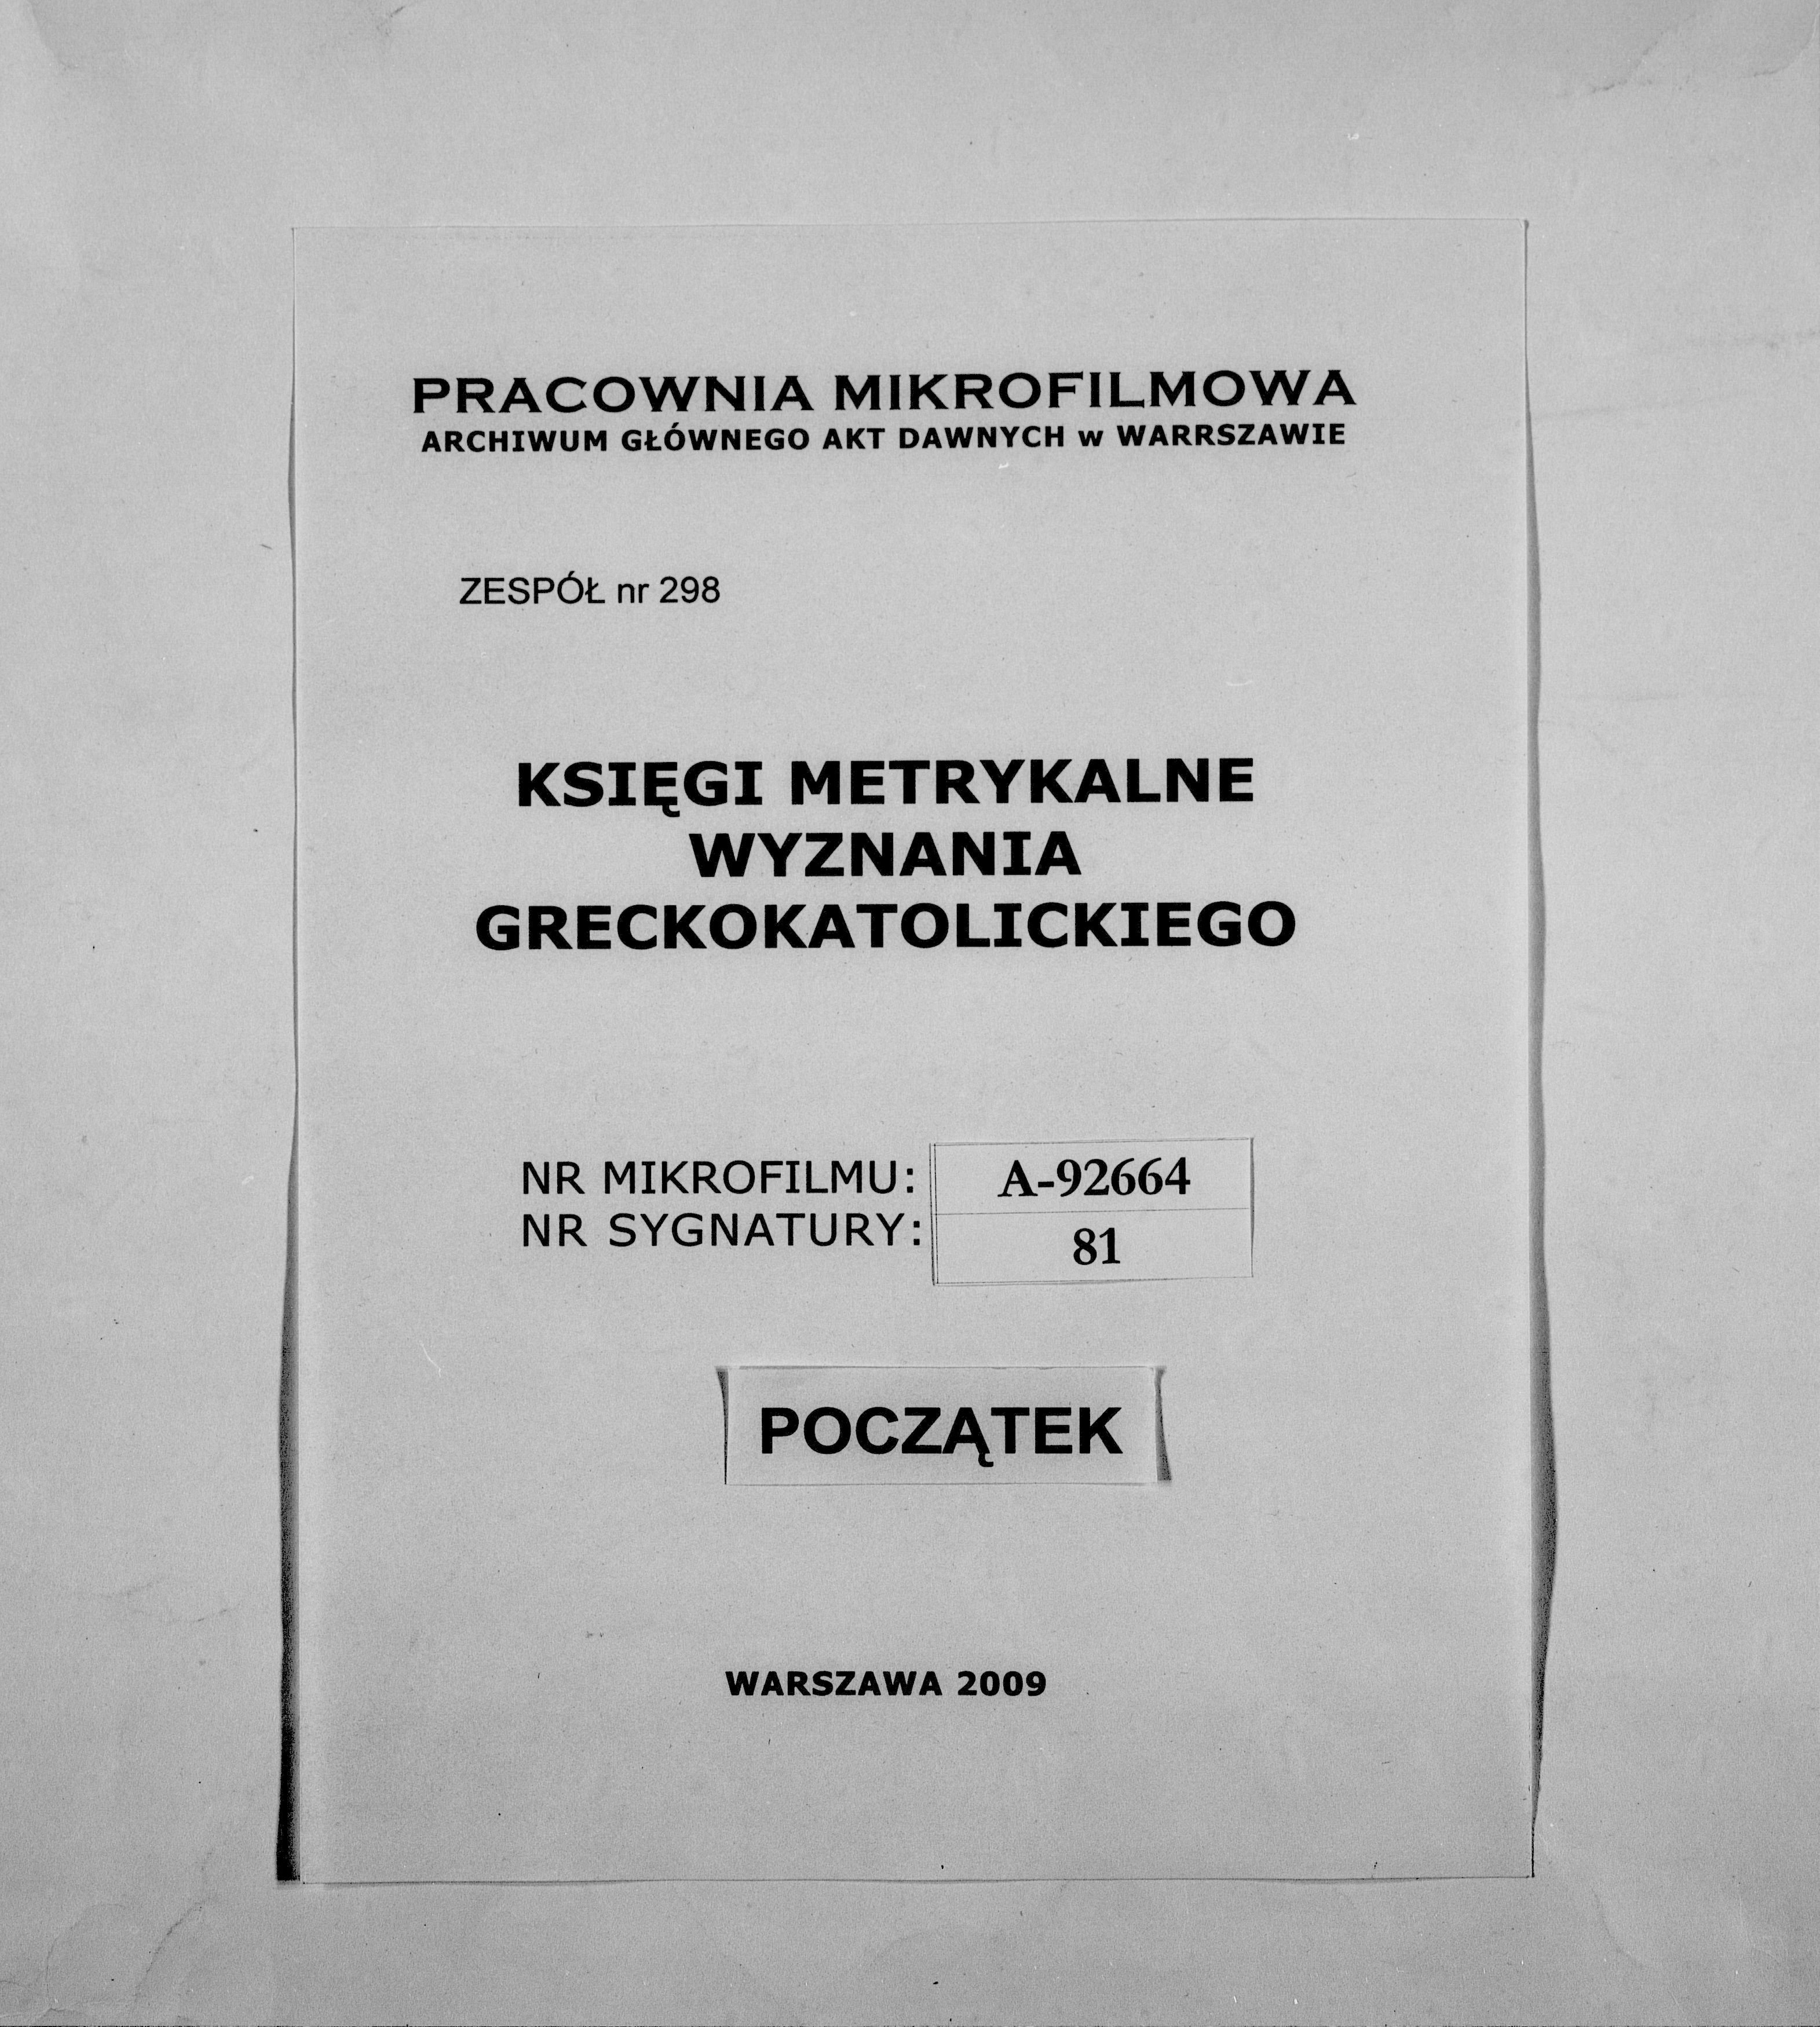 PRACOWNIA MIKROFILMOWA
ARCHIWUM GŁÓWNEGO AKT DAWNYCH w WARRSZAWIE
ZESPÓŁ nr 298
KSIĘGI METRYKALNE
WYZNANIA
GRECKOKATOLICKIEGO
NR MIKROFILMU: A-92664
NR SYGNATURY: 81
POCZĄTEK
WARSZAWA 2009